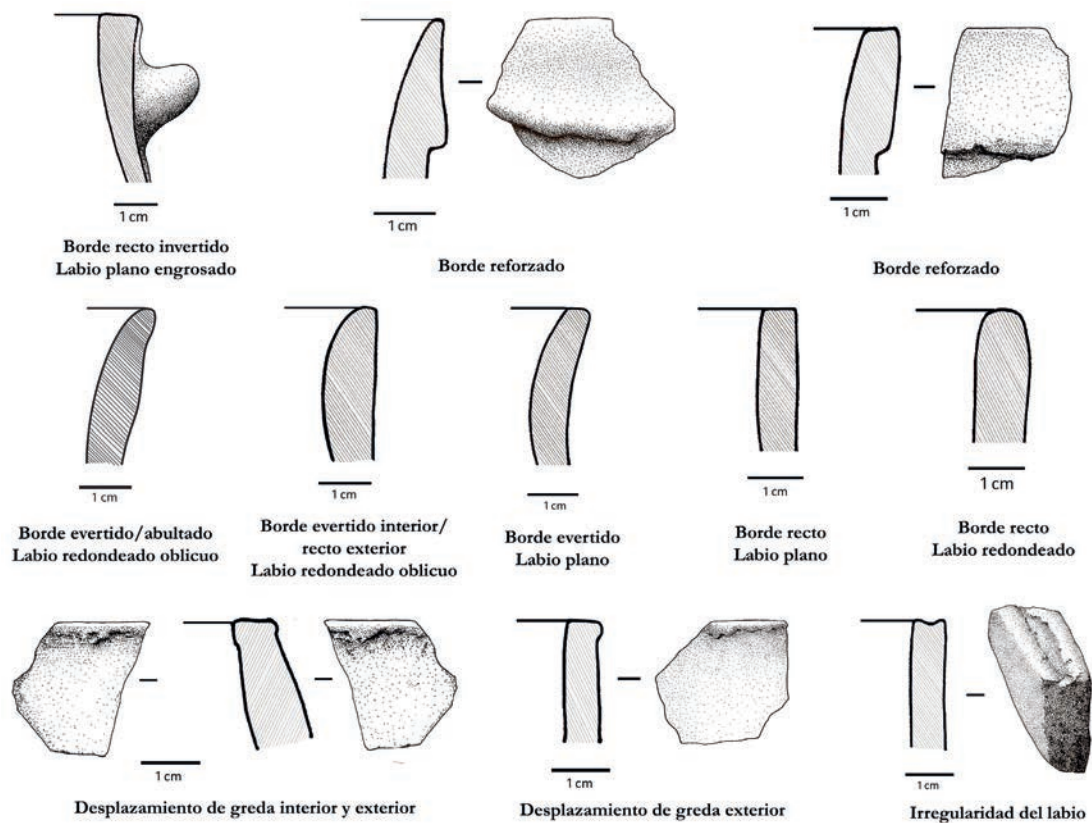 1 cm
Borde recto invertido
Labio plano engrosado
1 cm
Borde reforzado
1 cm
Borde reforzado
1 cm
Borde evertido/abultado
Labio redondeado oblicuo
1 cm
Borde evertido interior/
recto exterior
Labio redondeado oblicuo
1 cm
Borde evertido
Labio plano
1 cm
Borde recto
Labio plano
1 cm
Borde recto
Labio redondeado
1 cm
Desplazamiento de greda interior y exterior
1 cm
Desplazamiento de greda exterior
1 cm
Irregularidad del labio